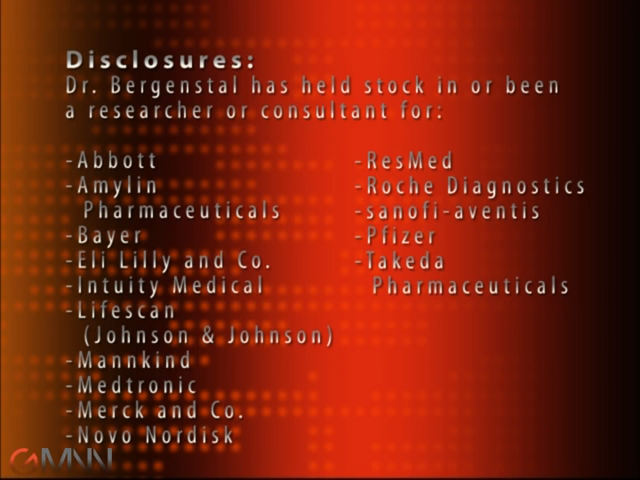 Disclosures:
Dr. Bergenstal has held stock in or been
a researcher or consultant for:
-Abbott
-Amylin
Pharmaceuticals
-Bayer
-Eli Lilly and Co.
-Intuity Medical
-Lifescan
(Johnson & Johnson)
-Mannkind
-Medtronic
-Merck and Co.
-Novo Nordisk
-ResMed
-Roche Diagnostics
-sanofi-aventis
-Pfizer
-Takeda
Pharmaceuticals